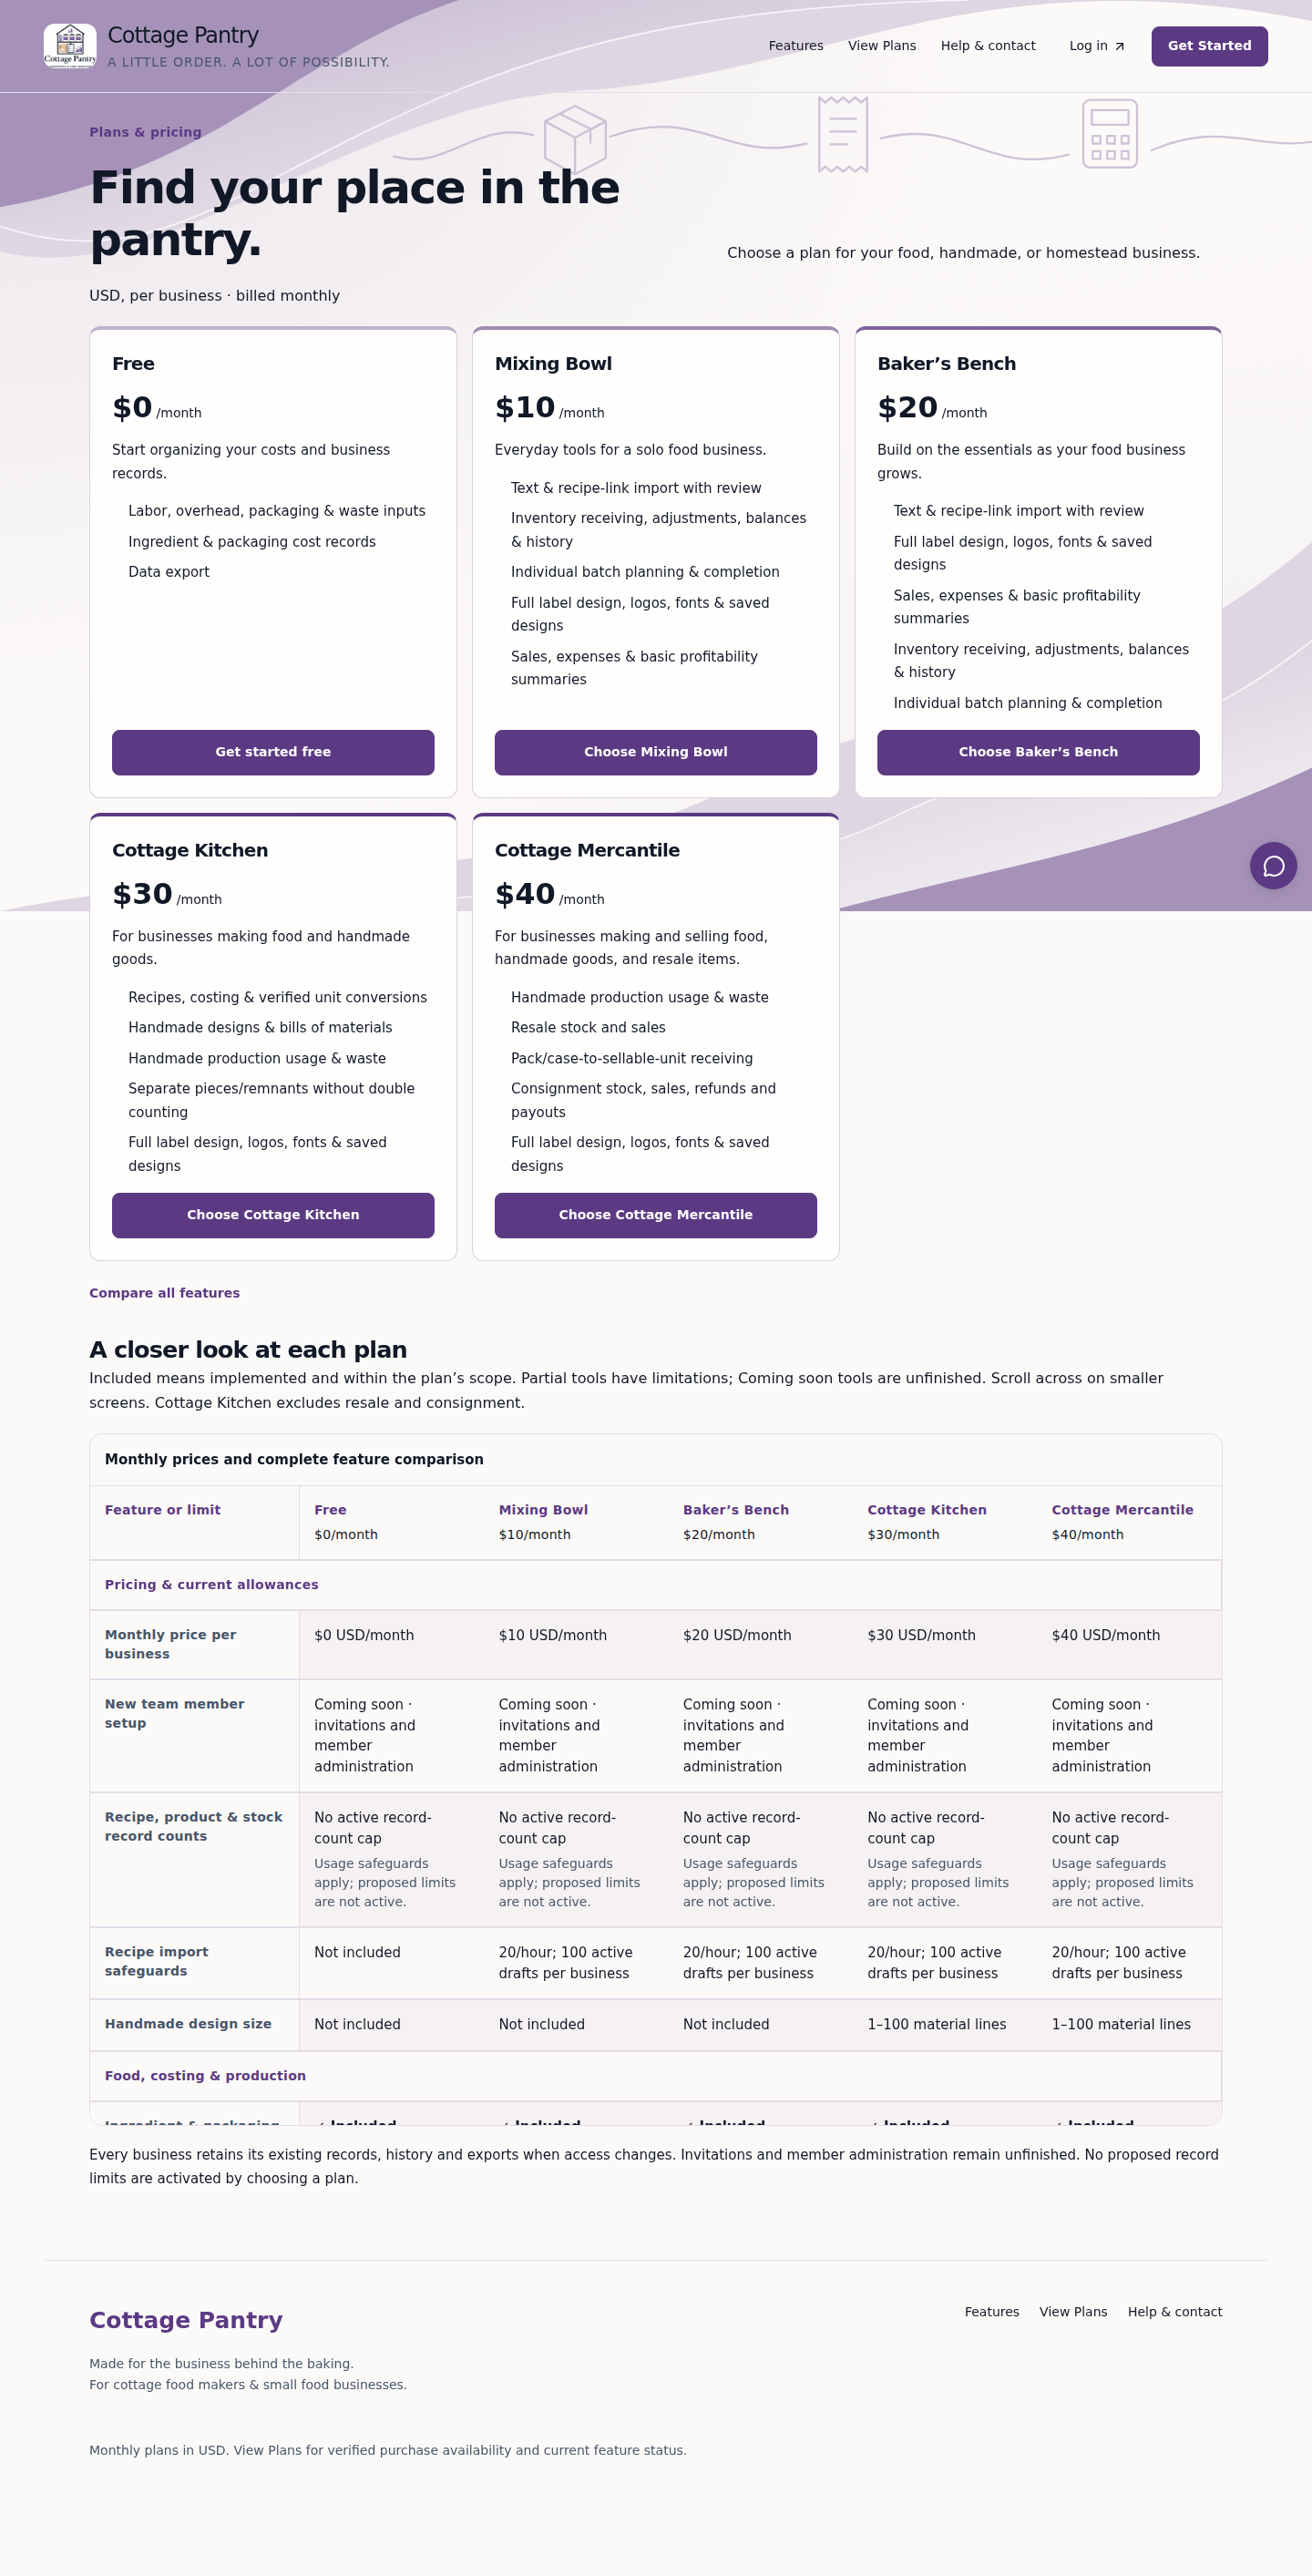 Cottage Pantry
Cottage Pantry
A LITTLE ORDER. A LOT OF POSSIBILITY.
Features
View Plans
Help & contact
Log in
Get Started
Plans & pricing
Find your place in the
pantry.
Choose a plan for your food, handmade, or homestead business.
USD, per business · billed monthly
Free
$0 /month
Start organizing your costs and business
records.
Labor, overhead, packaging & waste inputs
Ingredient & packaging cost records
Data export
Get started free
Mixing Bowl
$10 /month
Everyday tools for a solo food business.
Text & recipe-link import with review
Inventory receiving, adjustments, balances
& history
Individual batch planning & completion
Full label design, logos, fonts & saved
designs
Sales, expenses & basic profitability
summaries
Choose Mixing Bowl
Baker’s Bench
$20 /month
Build on the essentials as your food business
grows.
Text & recipe-link import with review
Full label design, logos, fonts & saved
designs
Sales, expenses & basic profitability
summaries
Inventory receiving, adjustments, balances
& history
Individual batch planning & completion
Choose Baker’s Bench
Cottage Kitchen
$30 /month
For businesses making food and handmade
goods.
Recipes, costing & verified unit conversions
Handmade designs & bills of materials
Handmade production usage & waste
Separate pieces/remnants without double
counting
Full label design, logos, fonts & saved
designs
Choose Cottage Kitchen
Cottage Mercantile
$40 /month
For businesses making and selling food,
handmade goods, and resale items.
Handmade production usage & waste
Resale stock and sales
Pack/case-to-sellable-unit receiving
Consignment stock, sales, refunds and
payouts
Full label design, logos, fonts & saved
designs
Choose Cottage Mercantile
Compare all features
A closer look at each plan
Included means implemented and within the plan’s scope. Partial tools have limitations; Coming soon tools are unfinished. Scroll across on smaller
screens. Cottage Kitchen excludes resale and consignment.
Monthly prices and complete feature comparison
Feature or limit
Free
$0/month
Mixing Bowl
$10/month
Baker’s Bench
$20/month
Cottage Kitchen
$30/month
Cottage Mercantile
$40/month
Pricing & current allowances
Monthly price per
business
$0 USD/month
$10 USD/month
$20 USD/month
$30 USD/month
$40 USD/month
New team member
setup
Coming soon ·
invitations and
member
administration
Coming soon ·
invitations and
member
administration
Coming soon ·
invitations and
member
administration
Coming soon ·
invitations and
member
administration
Coming soon ·
invitations and
member
administration
Recipe, product & stock
record counts
No active record-
count cap
Usage safeguards
apply; proposed limits
are not active.
No active record-
count cap
Usage safeguards
apply; proposed limits
are not active.
No active record-
count cap
Usage safeguards
apply; proposed limits
are not active.
No active record-
count cap
Usage safeguards
apply; proposed limits
are not active.
No active record-
count cap
Usage safeguards
apply; proposed limits
are not active.
Recipe import
safeguards
Not included
20/hour; 100 active
drafts per business
20/hour; 100 active
drafts per business
20/hour; 100 active
drafts per business
20/hour; 100 active
drafts per business
Handmade design size
Not included
Not included
Not included
1–100 material lines
1–100 material lines
Food, costing & production
Ingredient & packaging
✓ Included
✓ Included
✓ Included
✓ Included
✓ Included
Every business retains its existing records, history and exports when access changes. Invitations and member administration remain unfinished. No proposed record
limits are activated by choosing a plan.
Cottage Pantry
Features
View Plans
Help & contact
Made for the business behind the baking.
For cottage food makers & small food businesses.
Monthly plans in USD. View Plans for verified purchase availability and current feature status.